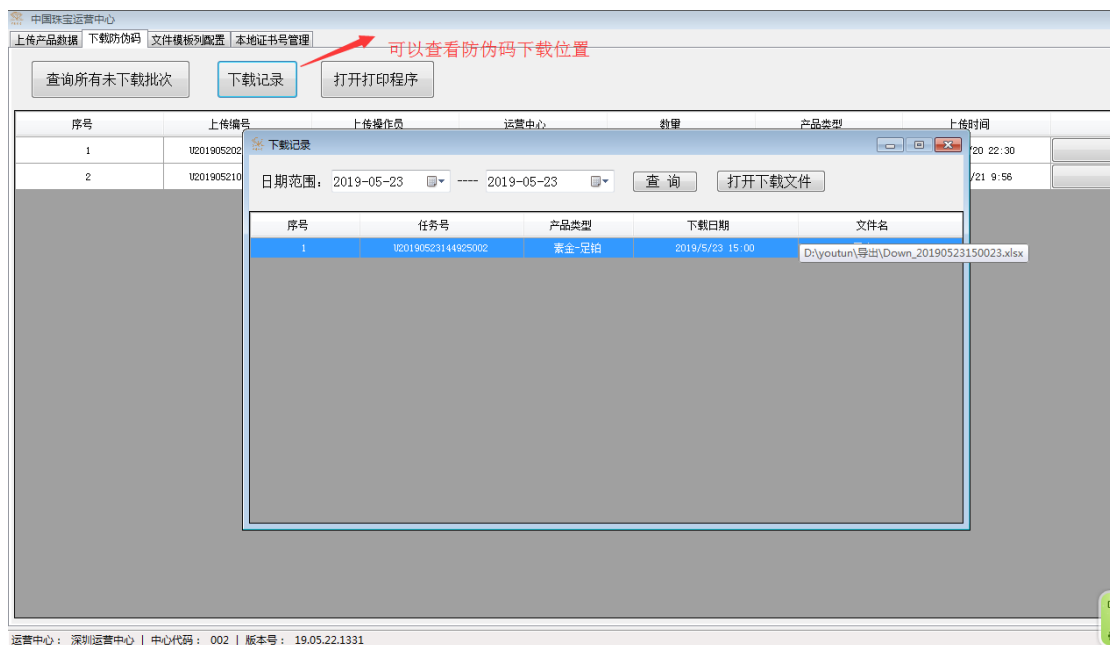 中国珠宝运营中心
上传产品数据 下载防伪码 文件模板列配置 本地证书号管理
可以查看防伪码下载位置
查询所有未下载批次 下载记录 打开打印程序
序号 上传编号 上传操作员 运营中心 数量 产品类型 上传时间
1 U201905202 /20 22:30
2 U201905210 /21 9:56
下载记录
日期范围： 2019-05-23 ---- 2019-05-23 查 询 打开下载文件
序号 任务号 产品类型 下载日期 文件名
1 U20190523144925002 素金-足铂 2019/5/23 15:00
D:\youtun\导出\Down_20190523150023.xlsx
运营中心： 深圳运营中心 | 中心代码： 002 | 版本号： 19.05.22.1331